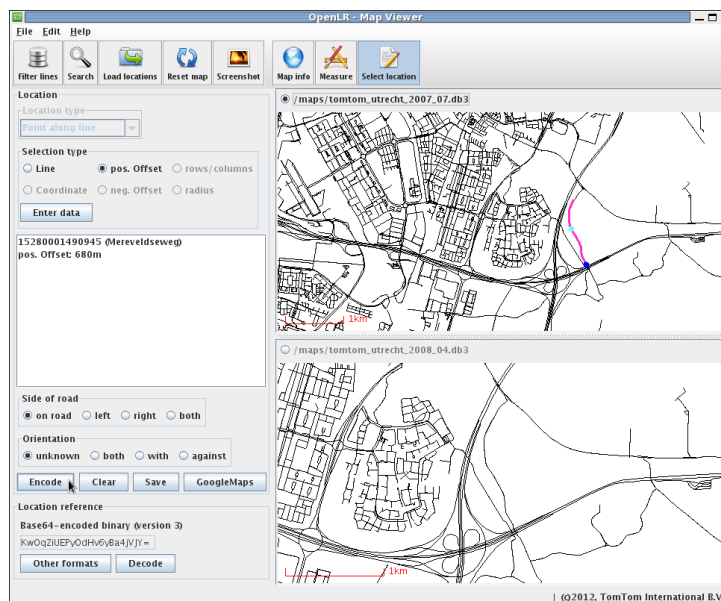 OpenLR - Map Viewer
File Edit Help
Filter lines Search Load locations Reset map Screenshot Map info Measure Select location
Location
Location type
Point along line
Selection type
Line pos. Offset rows/columns
Coordinate neg. Offset radius
Enter data
15280001490945 (Mereveldseweg)
pos. Offset: 680m
Side of road
on road left right both
Orientation
unknown both with against
Encode Clear Save GoogleMaps
Location reference
Base64-encoded binary (version 3)
Other formats Decode
/maps/tomtom_utrecht_2007_07.db3
1km
/maps/tomtom_utrecht_2008_04.db3
1km
| (c)2012, TomTom International B.V